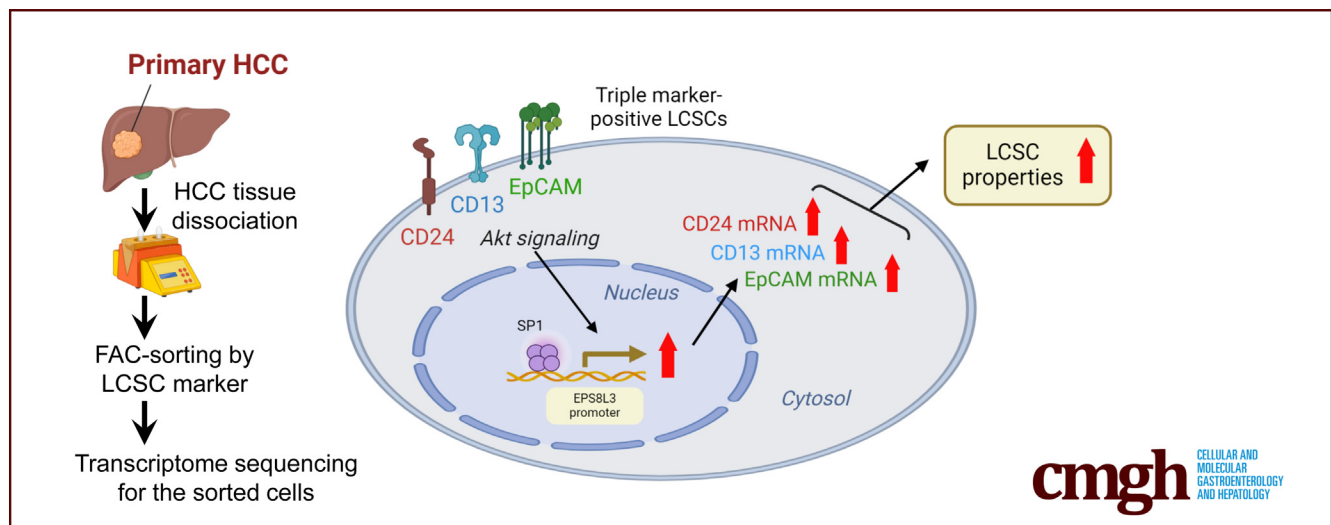 Primary HCC
HCC tissue
dissociation
FAC-sorting by
LCSC marker
Transcriptome sequencing
for the sorted cells
Triple marker-
positive LCSCs
EpCAM
CD13
CD24
Akt signaling
Nucleus
SP1
EPS8L3
promoter
CD24 mRNA
CD13 mRNA
EpCAM mRNA
Cytosol
LCSC
properties
cmgh
CELLULAR AND
MOLECULAR
GASTROENTEROLOGY
AND HEPATOLOGY